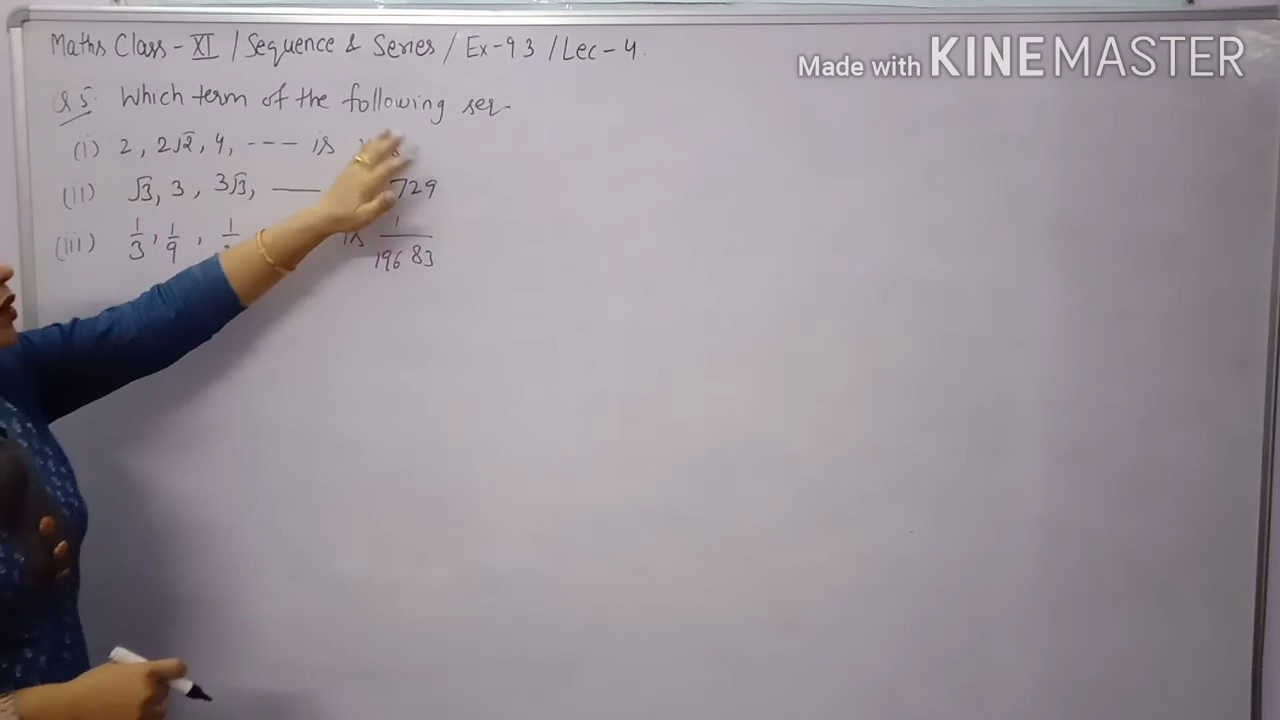 Maths Class - XI / Sequence & Series / Ex-9.3 / Lec-4.
Made with KINEMASTER
Q5. Which term of the following seq-
(i) 2, 2√2, 4, --- is
(ii) √3, 3, 3√3, —— 729
(iii) 1/3, 1/9, is 1/19683